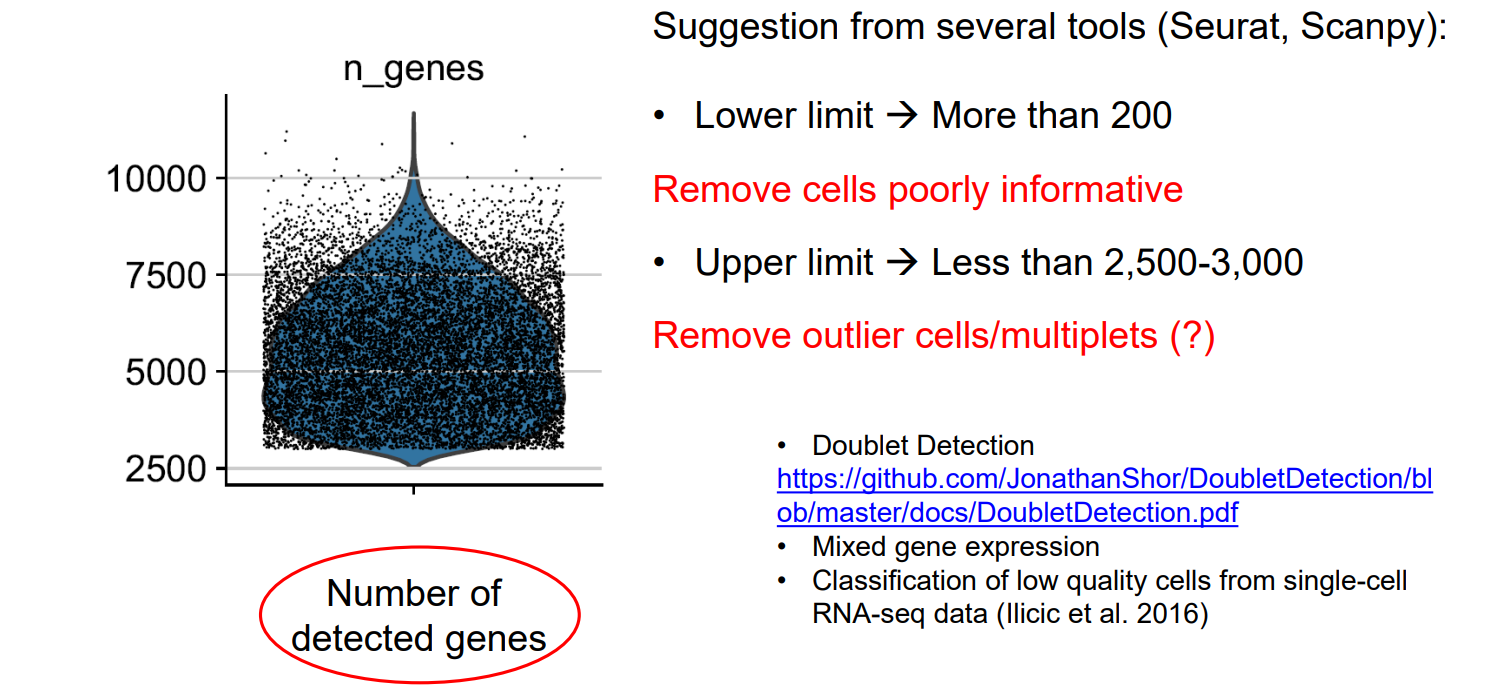 n_genes
10000
7500
5000
2500
Number of
detected genes
Suggestion from several tools (Seurat, Scanpy):
• Lower limit → More than 200
Remove cells poorly informative
• Upper limit → Less than 2,500-3,000
Remove outlier cells/multiplets (?)
• Doublet Detection
https://github.com/JonathanShor/DoubletDetection/bl
ob/master/docs/DoubletDetection.pdf
• Mixed gene expression
• Classification of low quality cells from single-cell
RNA-seq data (Ilicic et al. 2016)